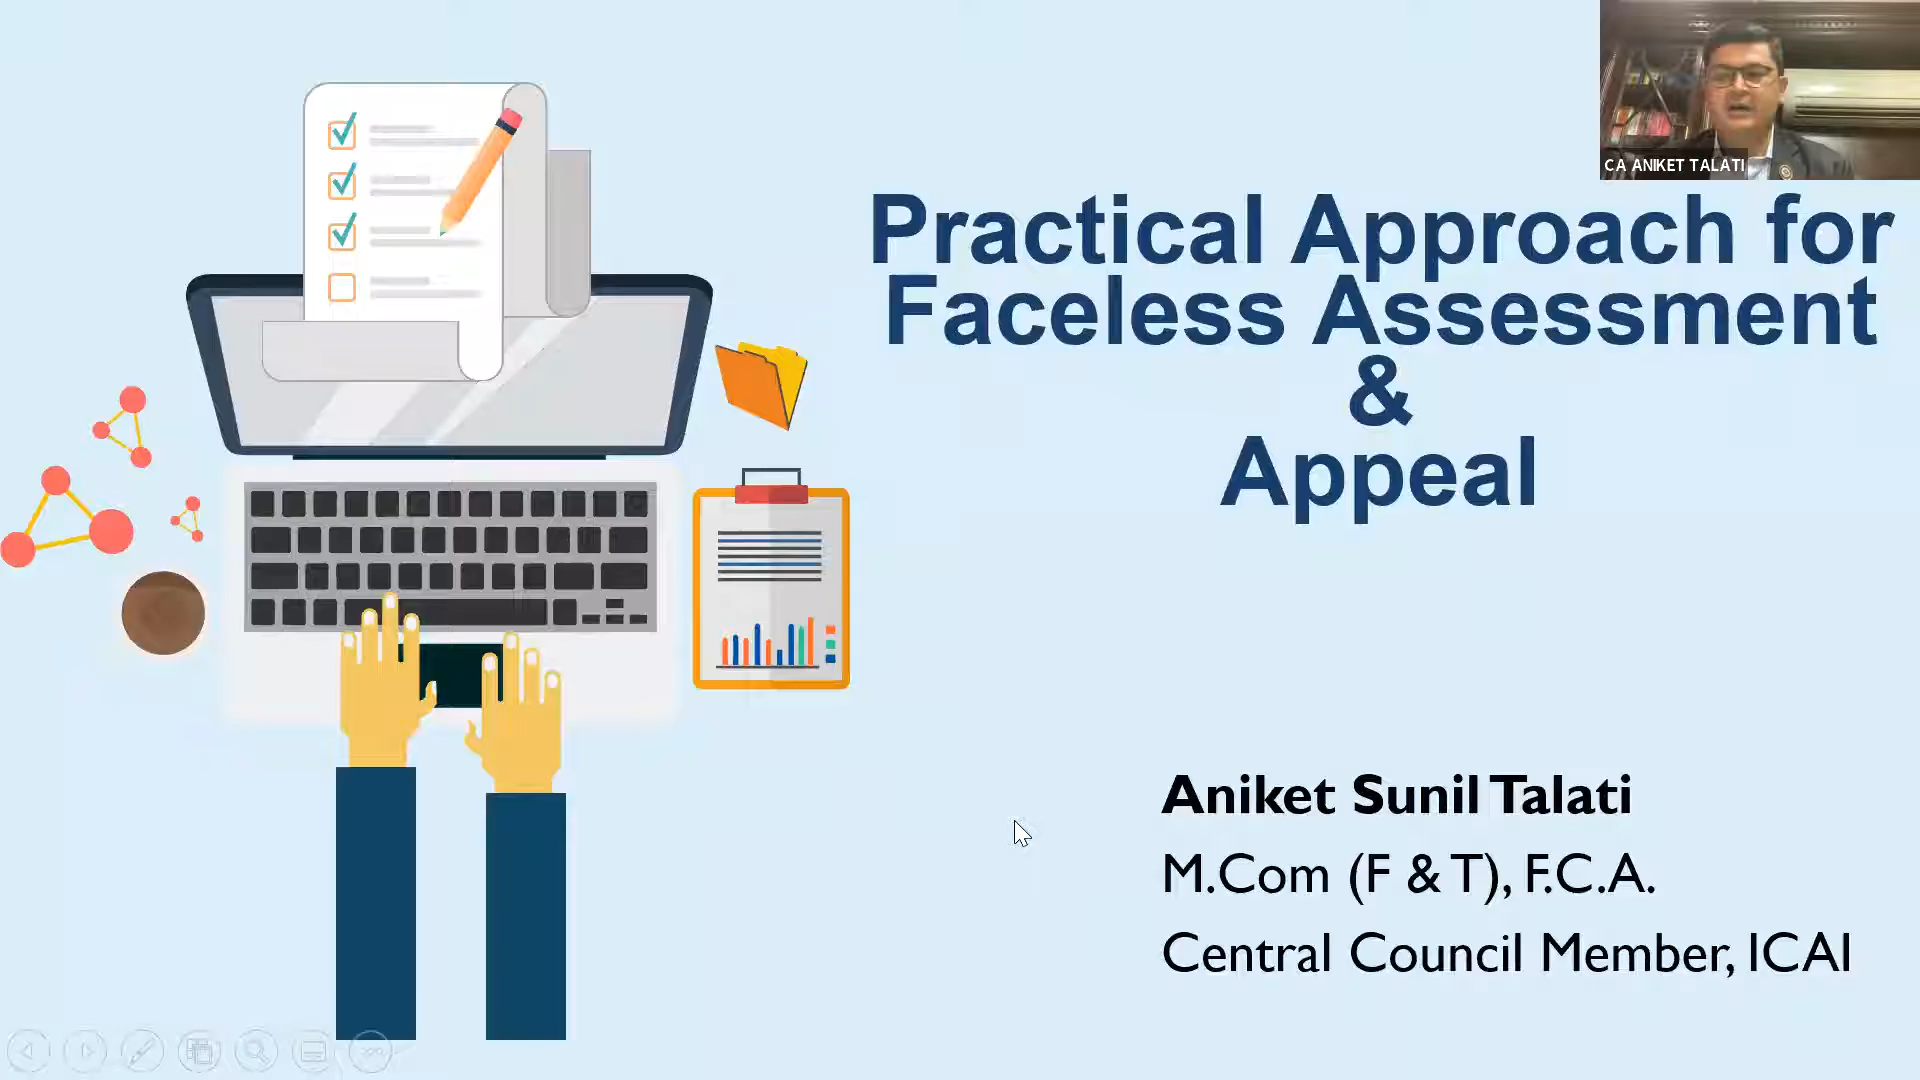 CA ANIKET TALATI
Practical Approach for
Faceless Assessment
&
Appeal
Aniket Sunil Talati
M.Com (F & T), F.C.A.
Central Council Member, ICAI